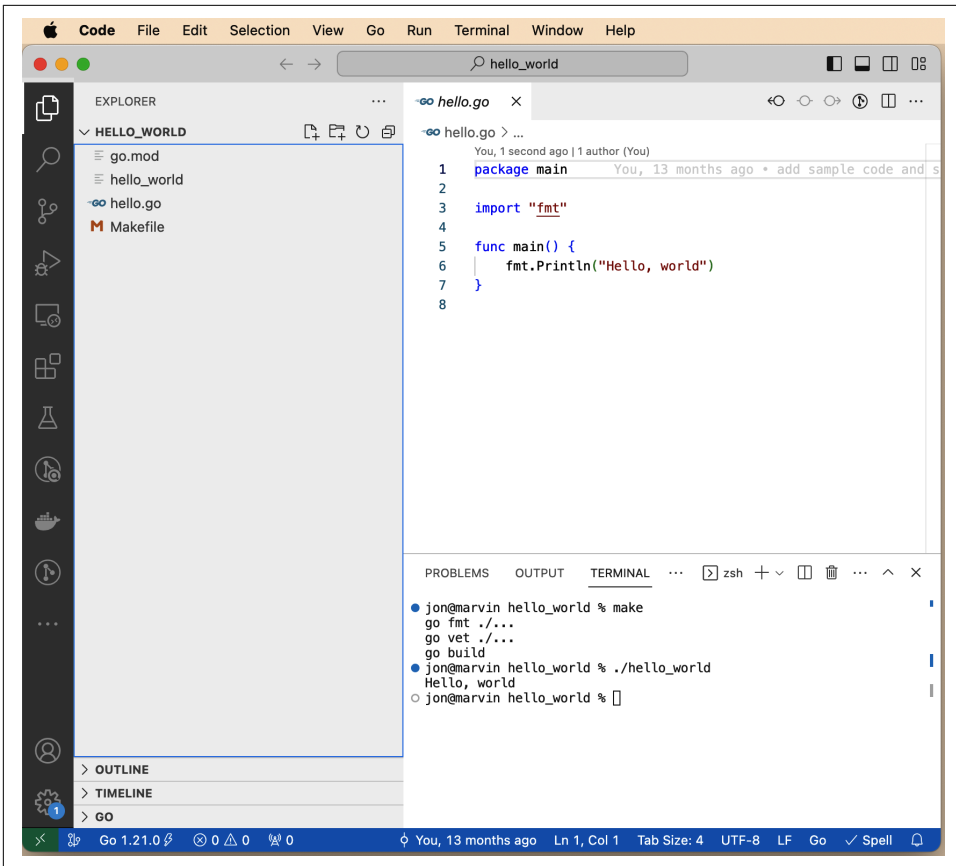 Code File Edit Selection View Go Run Terminal Window Help
hello_world
EXPLORER
HELLO_WORLD
go.mod
hello_world
GO hello.go
M Makefile
GO hello.go
GO hello.go > ...
You, 1 second ago | 1 author (You)
1 package main You, 13 months ago • add sample code and s
2
3 import "fmt"
4
5 func main() {
6 fmt.Println("Hello, world")
7 }
8
PROBLEMS OUTPUT TERMINAL ... zsh
jon@marvin hello_world % make
go fmt ./...
go vet ./...
go build
jon@marvin hello_world % ./hello_world
Hello, world
jon@marvin hello_world %
> OUTLINE
> TIMELINE
> GO
1
Go 1.21.0 0 0 0 You, 13 months ago Ln 1, Col 1 Tab Size: 4 UTF-8 LF Go Spell